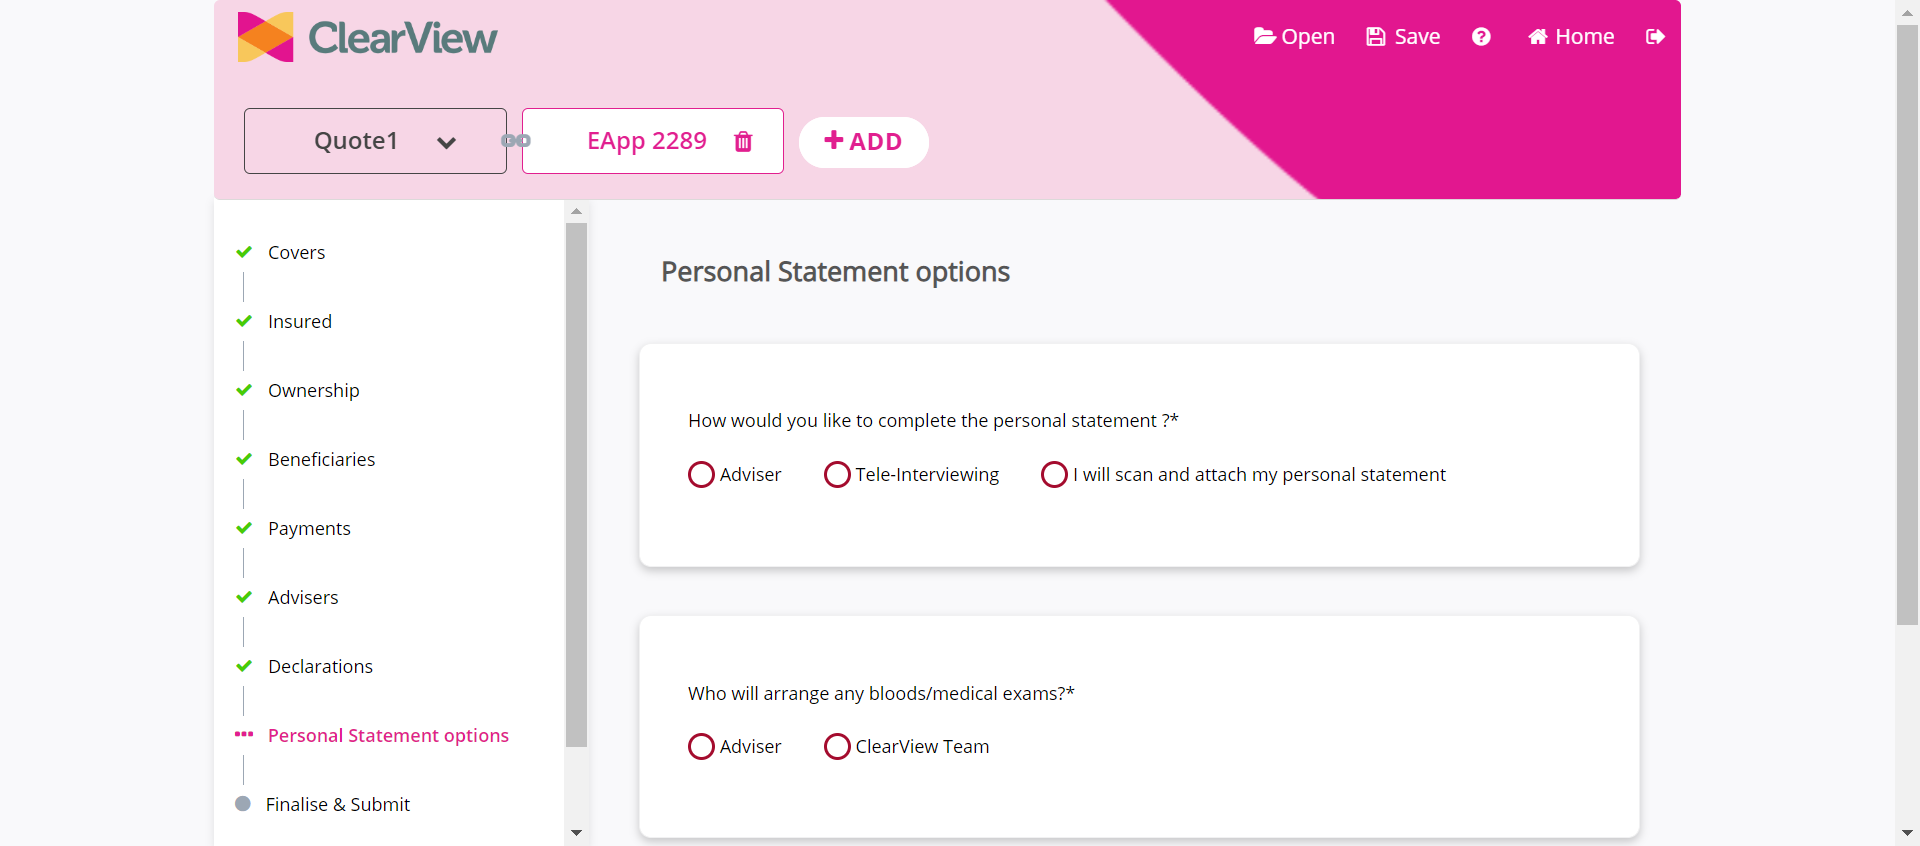 ClearView
Open Save Home
Quote1 EApp 2289 ADD
Covers
Insured
Ownership
Beneficiaries
Payments
Advisers
Declarations
Personal Statement options
Finalise & Submit
Personal Statement options
How would you like to complete the personal statement ?*
Adviser Tele-Interviewing I will scan and attach my personal statement
Who will arrange any bloods/medical exams?*
Adviser ClearView Team